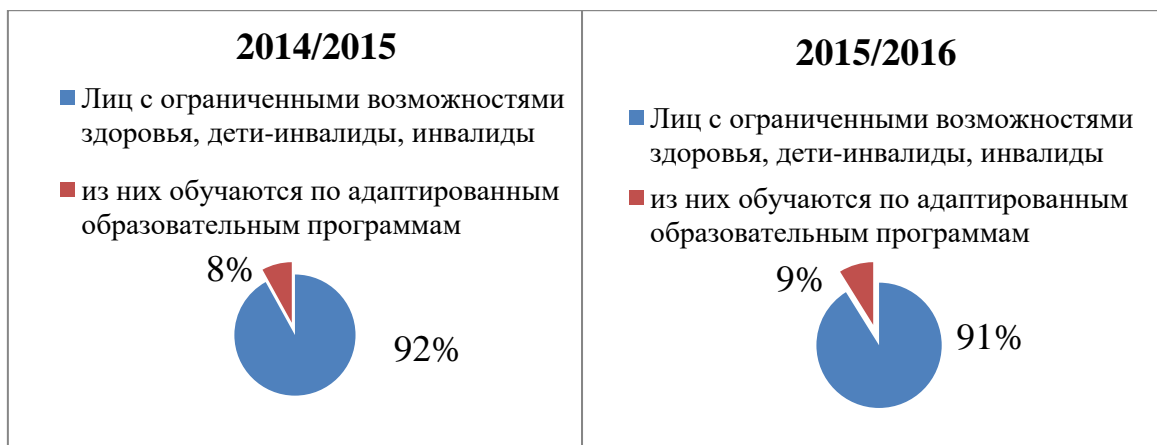 2014/2015
Лиц с ограниченными возможностями
здоровья, дети-инвалиды, инвалиды
из них обучаются по адаптированным
образовательным программам
8%
92%
2015/2016
Лиц с ограниченными возможностями
здоровья, дети-инвалиды, инвалиды
из них обучаются по адаптированным
образовательным программам
9%
91%